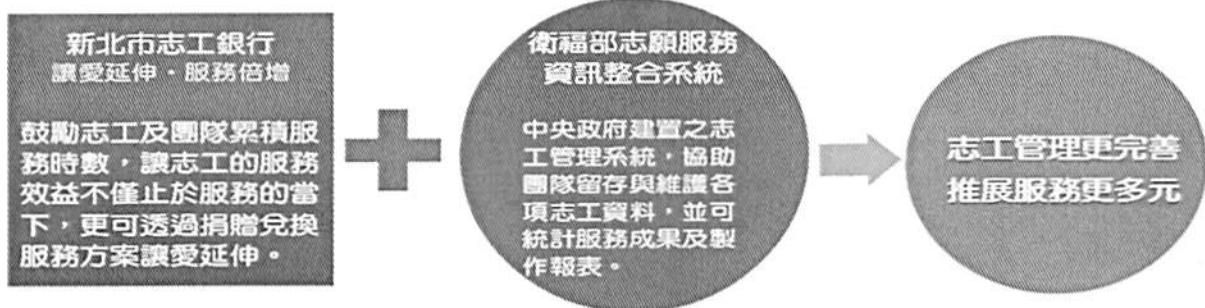 新北市志工銀行
讓愛延伸・服務倍增
鼓勵志工及團隊累積服
務時數，讓志工的服務
效益不僅止於服務的當
下，更可透過捐贈兌換
服務方案讓愛延伸。
衛福部志願服務
資訊整合系統
中央政府建置之志
工管理系統，協助
團隊留存與維護各
項志工資料，並可
統計服務成果及製
作報表。
志工管理更完善
推展服務更多元